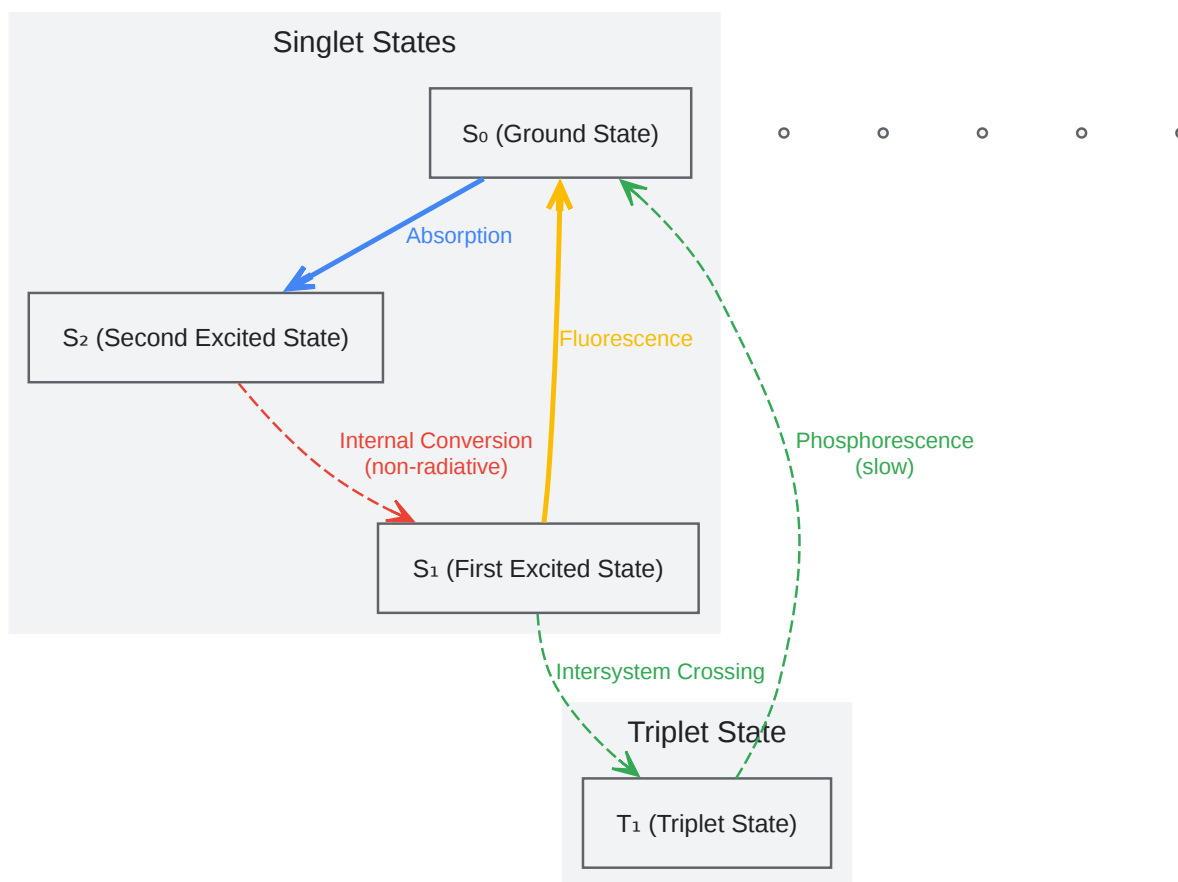 Singlet States
S₀ (Ground State)
Absorption
S₂ (Second Excited State)
Fluorescence
Internal Conversion
(non-radiative)
Phosphorescence
(slow)
S₁ (First Excited State)
Intersystem Crossing
Triplet State
T₁ (Triplet State)